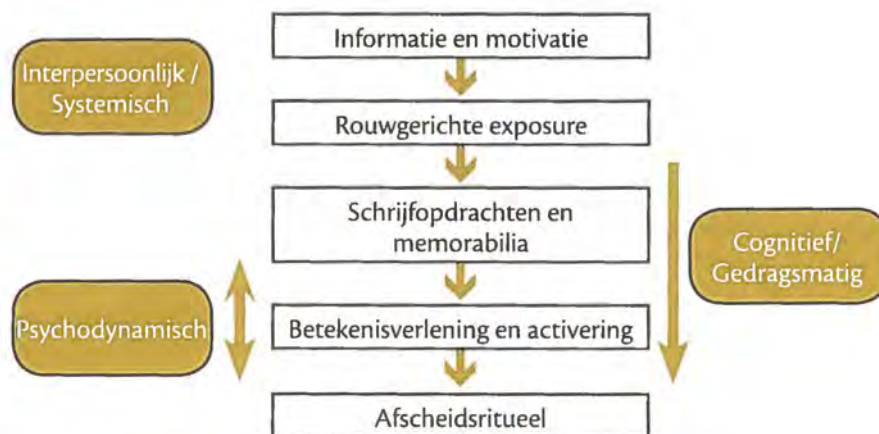 Informatie en motivatie
Interpersoonlijk /
Systemisch
Rouwgerichte exposure
Schrijfopdrachten en
memorabilia
Cognitief/
Gedragsmatig
Psychodynamisch
Betekenisverlening en activering
Afscheidsritueel